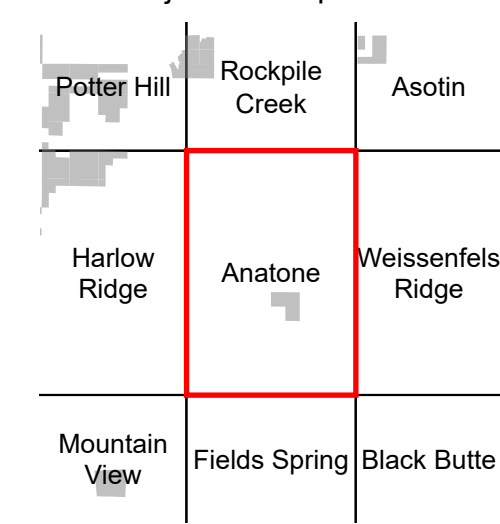 Potter Hill
Rockpile
Creek
Asotin
Harlow
Ridge
Anatone
Weissenfels
Ridge
Mountain
View
Fields Spring
Black Butte